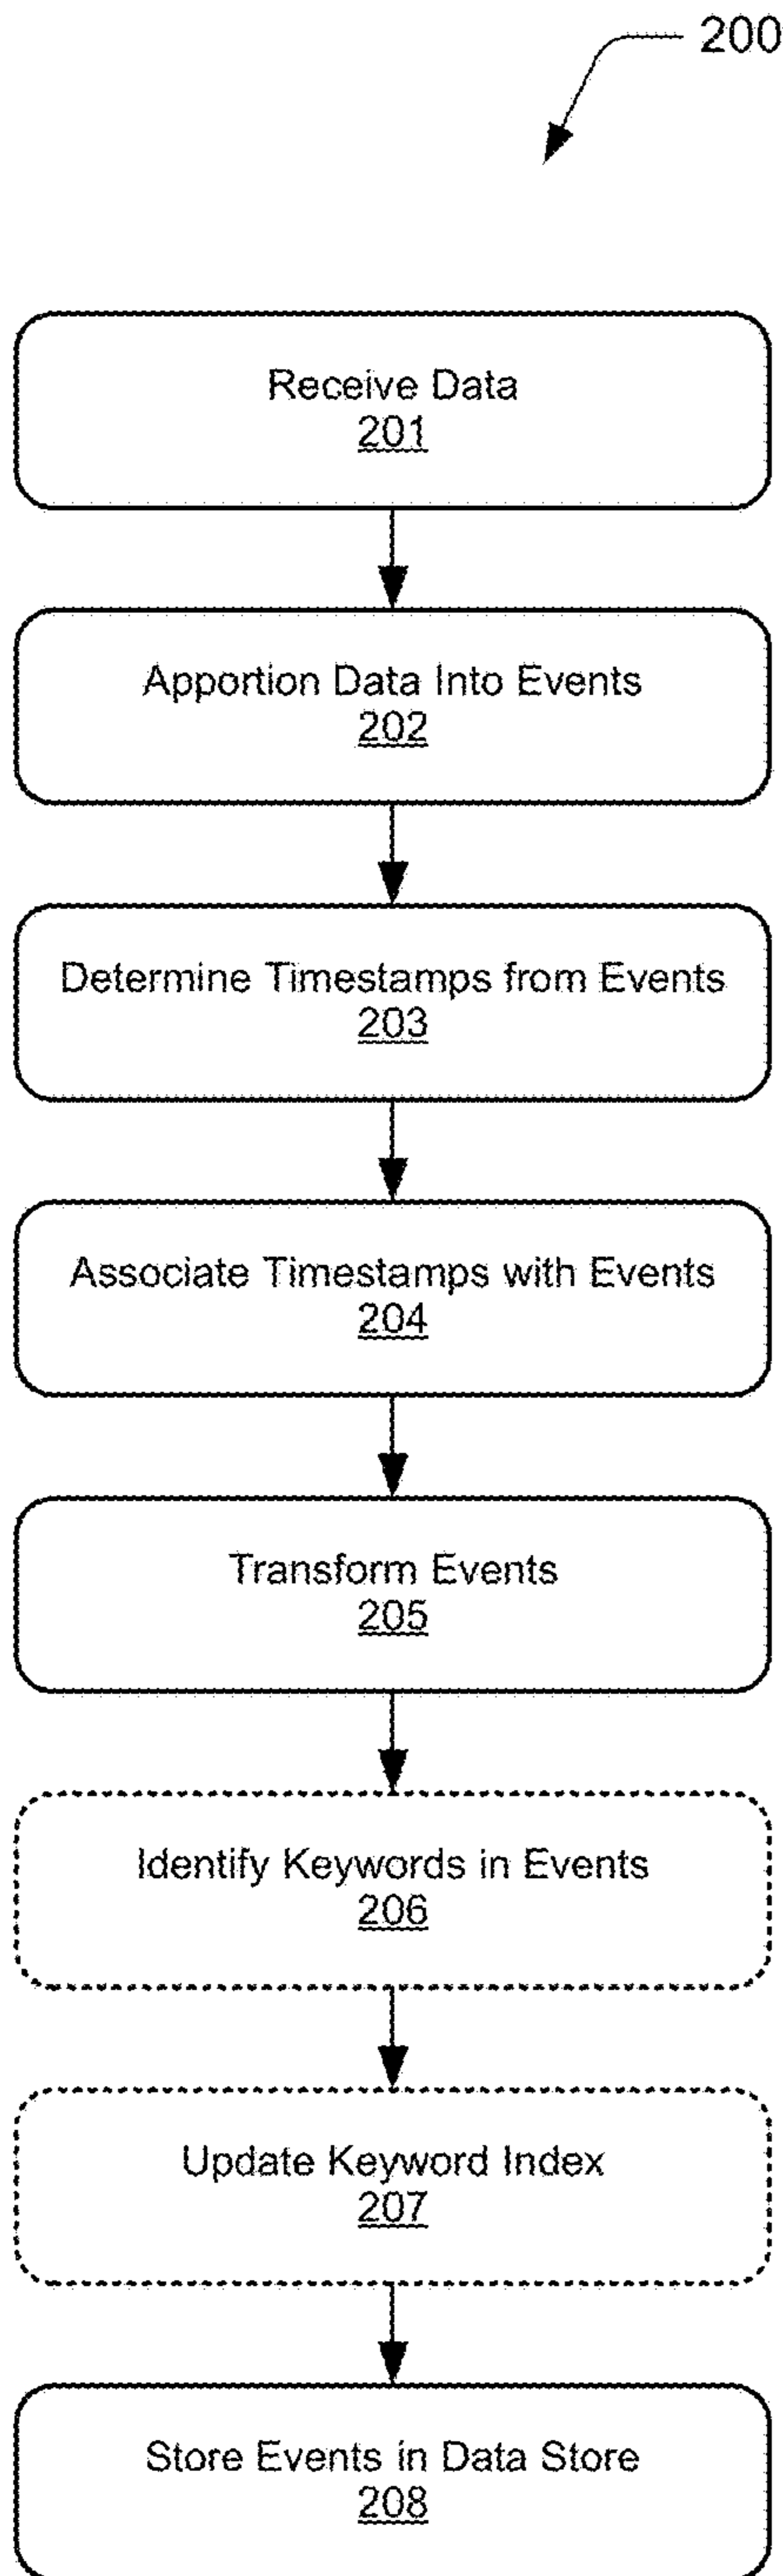 200
Receive Data
201
Apportion Data Into Events
202
Determine Timestamps from Events
203
Associate Timestamps with Events
204
Transform Events
205
Identify Keywords in Events
206
Update Keyword Index
207
Store Events in Data Store
208